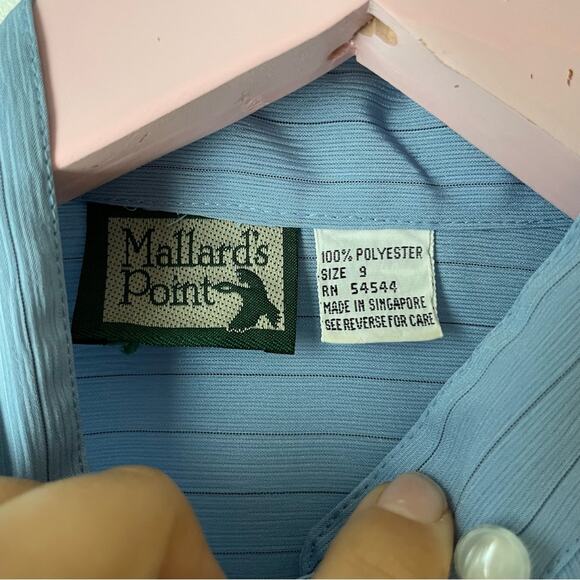 Mallard's
Point
100% POLYESTER
SIZE 9
RN 54544
MADE IN SINGAPORE
SEE REVERSE FOR CARE